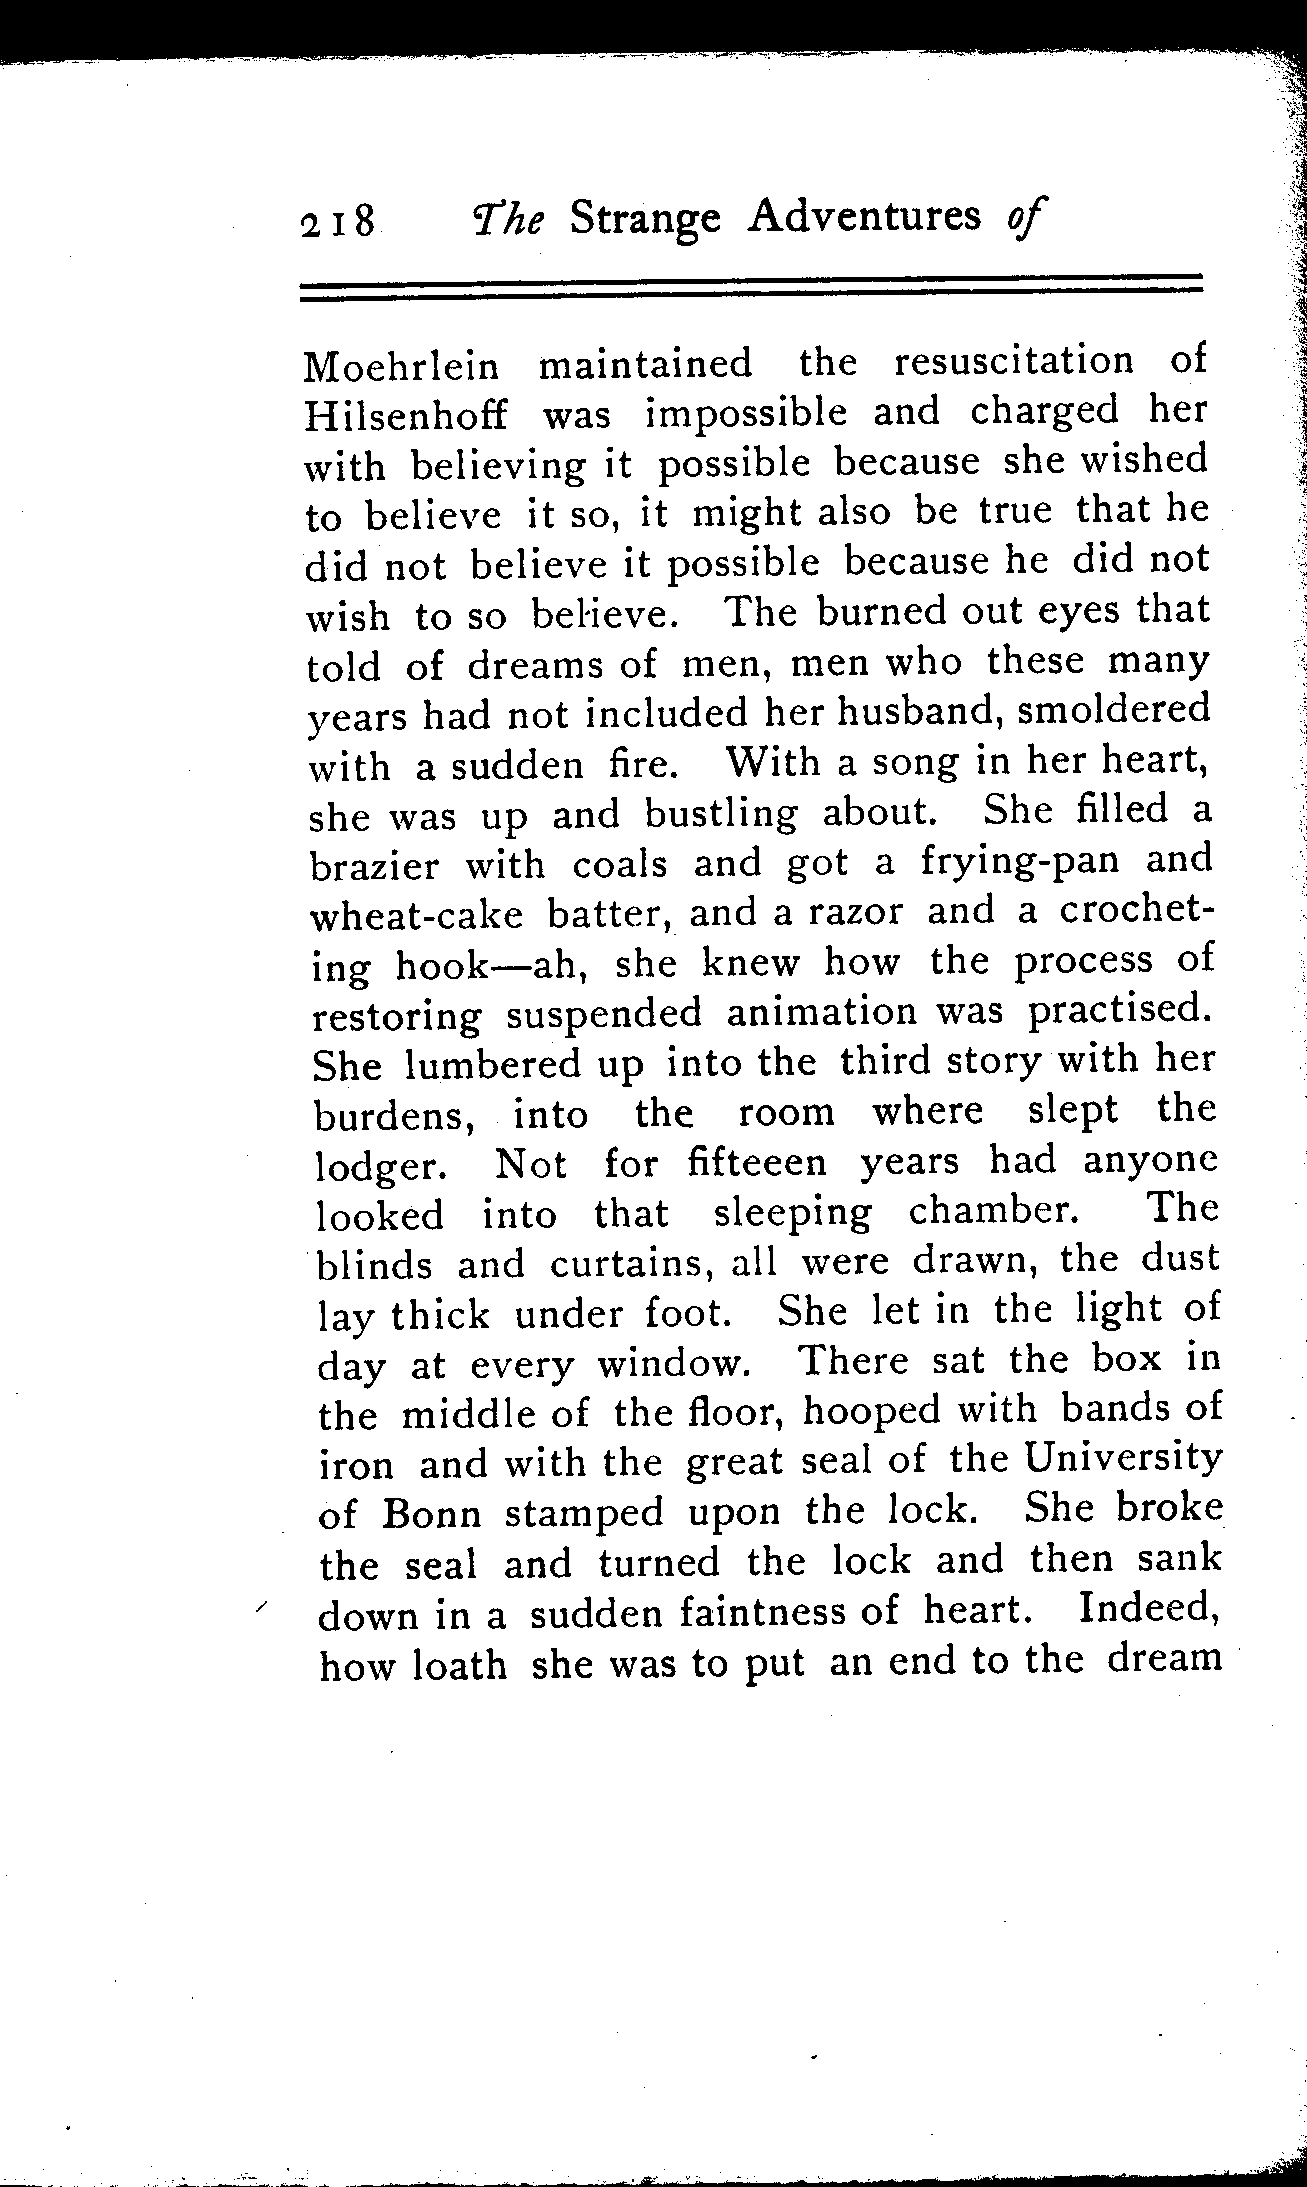 218 The Strange Adventures of
Moehrlein maintained the resuscitation of
Hilsenhoff was impossible and charged her
with believing it possible because she wished
to believe it so, it might also be true that he
did not believe it possible because he did not
wish to so believe. The burned out eyes that
told of dreams of men, men who these many
years had not included her husband, smoldered
with a sudden fire. With a song in her heart,
she was up and bustling about. She filled a
brazier with coals and got a frying-pan and
wheat-cake batter, and a razor and a crochet-
ing hook—ah, she knew how the process of
restoring suspended animation was practised.
She lumbered up into the third story with her
burdens, into the room where slept the
lodger. Not for fifteeen years had anyone
looked into that sleeping chamber. The
blinds and curtains, all were drawn, the dust
lay thick under foot. She let in the light of
day at every window. There sat the box in
the middle of the floor, hooped with bands of
iron and with the great seal of the University
of Bonn stamped upon the lock. She broke
the seal and turned the lock and then sank
down in a sudden faintness of heart. Indeed,
how loath she was to put an end to the dream